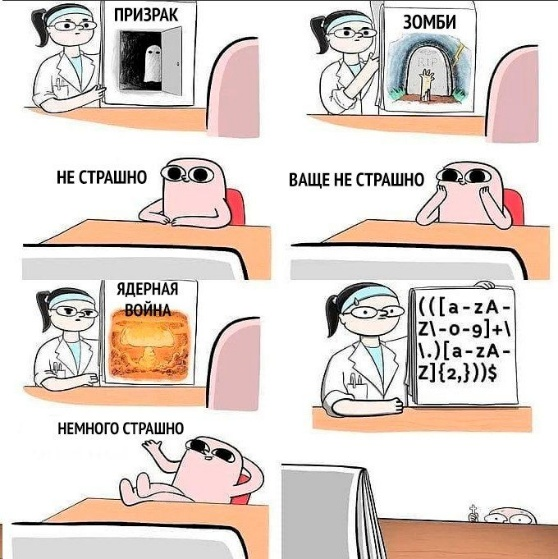 ПРИЗРАК
ЗОМБИ
R.I.P
НЕ СТРАШНО
ВАЩЕ НЕ СТРАШНО
ЯДЕРНАЯ
ВОЙНА
(([a-zA-
Z\-0-9]+\
\.)[a-zA-
Z]{2,}))$
НЕМНОГО СТРАШНО